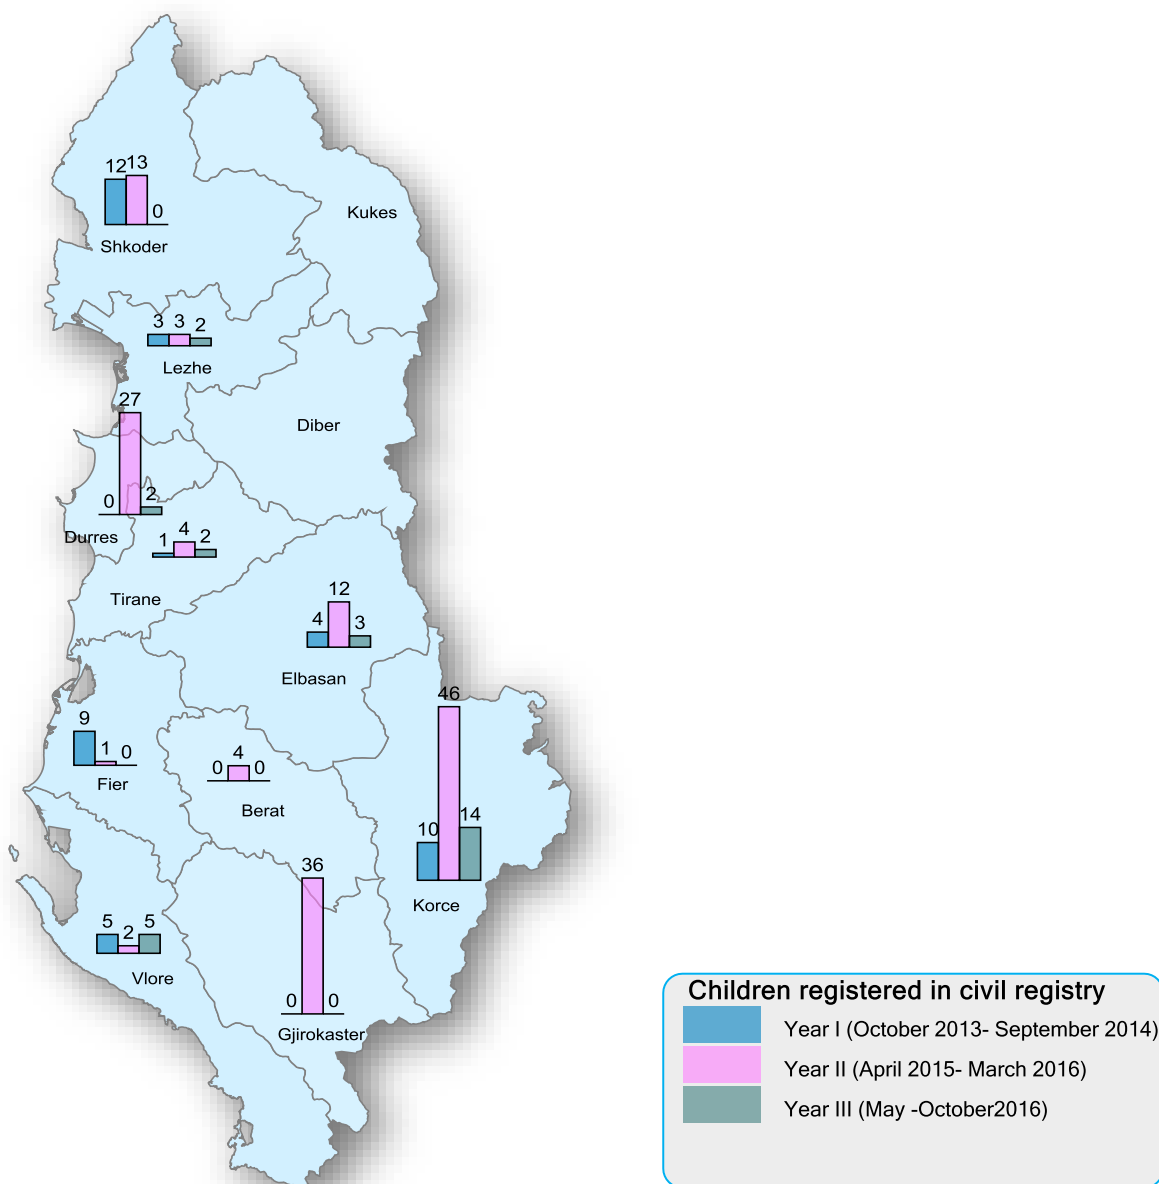 12 13 0
Shkoder
Kukes
3 3 2
Lezhe
27
Diber
0 2
Durres
1 4 2
Tirane
4 12 3
Elbasan
46
9 1 0
Fier
0 4 0
Berat
10 14
36
Korce
5 2 5
Vlore
0 0
Gjirokaster
Children registered in civil registry
Year I (October 2013- September 2014)
Year II (April 2015- March 2016)
Year III (May -October2016)